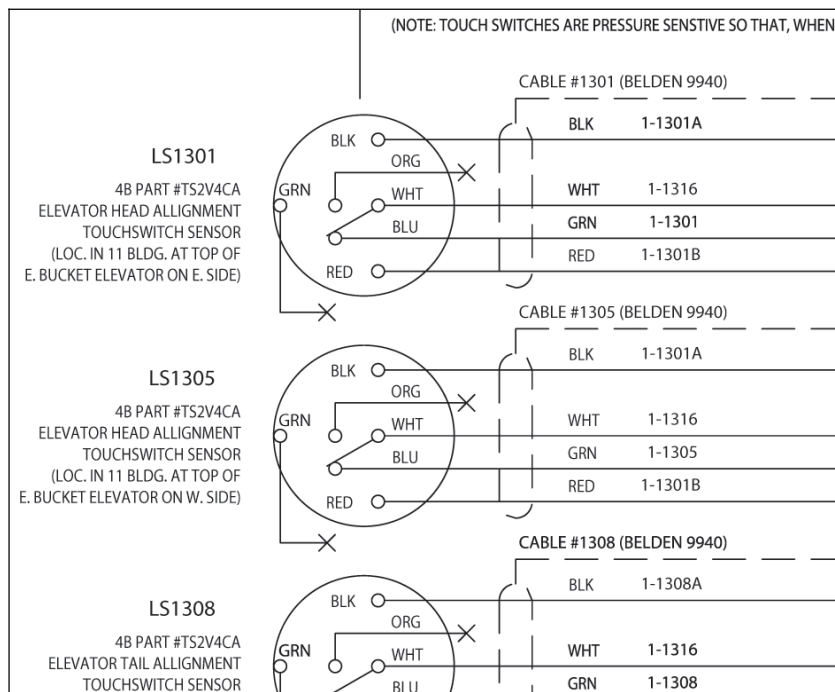 (NOTE: TOUCH SWITCHES ARE PRESSURE SENSTIVE SO THAT, WHEN
CABLE #1301 (BELDEN 9940)
LS1301
4B PART #TS2V4CA
ELEVATOR HEAD ALLIGNMENT
TOUCHSWITCH SENSOR
(LOC. IN 11 BLDG. AT TOP OF
E. BUCKET ELEVATOR ON E. SIDE)
BLK
ORG
GRN
WHT
BLU
RED
BLK 1-1301A
WHT 1-1316
GRN 1-1301
RED 1-1301B
CABLE #1305 (BELDEN 9940)
LS1305
4B PART #TS2V4CA
ELEVATOR HEAD ALLIGNMENT
TOUCHSWITCH SENSOR
(LOC. IN 11 BLDG. AT TOP OF
E. BUCKET ELEVATOR ON W. SIDE)
BLK
ORG
GRN
WHT
BLU
RED
BLK 1-1301A
WHT 1-1316
GRN 1-1305
RED 1-1301B
CABLE #1308 (BELDEN 9940)
LS1308
4B PART #TS2V4CA
ELEVATOR TAIL ALLIGNMENT
TOUCHSWITCH SENSOR
BLK
ORG
GRN
WHT
BLU
BLK 1-1308A
WHT 1-1316
GRN 1-1308